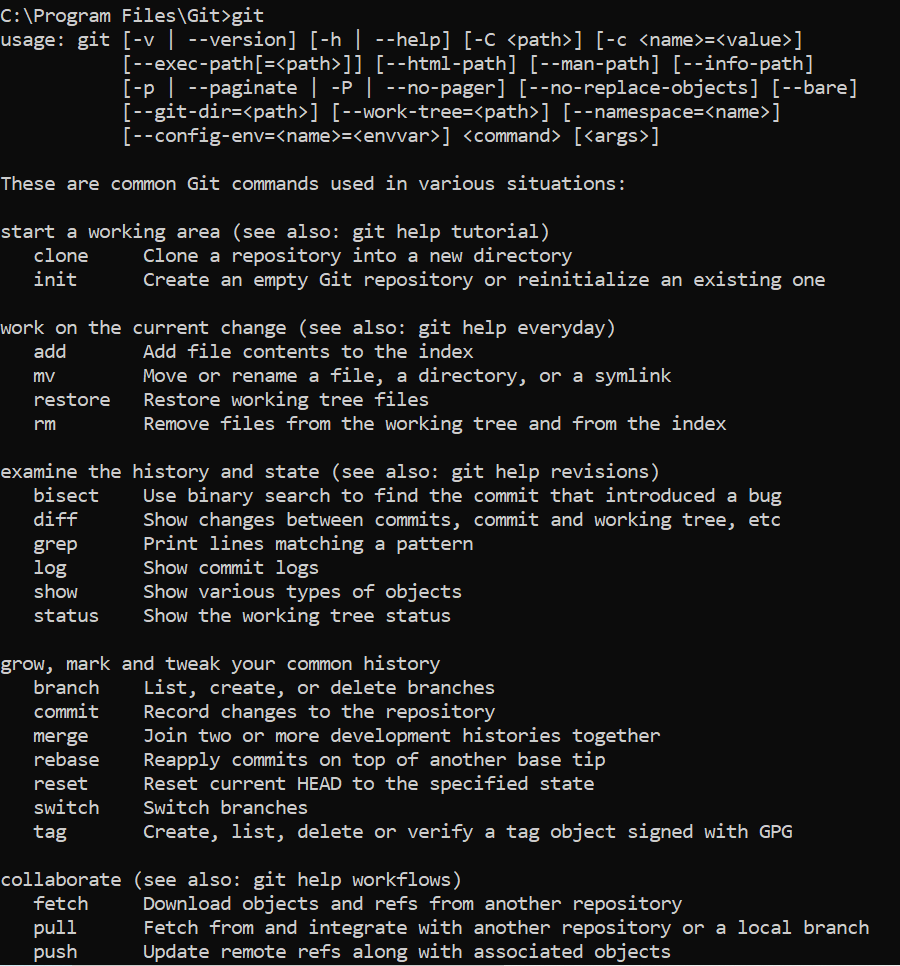 C:\Program Files\Git>git
usage: git [-v | --version] [-h | --help] [-C <path>] [-c <name>=<value>]
           [--exec-path[=<path>]] [--html-path] [--man-path] [--info-path]
           [-p | --paginate | -P | --no-pager] [--no-replace-objects] [--bare]
           [--git-dir=<path>] [--work-tree=<path>] [--namespace=<name>]
           [--config-env=<name>=<envvar>] <command> [<args>]

These are common Git commands used in various situations:

start a working area (see also: git help tutorial)
   clone     Clone a repository into a new directory
   init      Create an empty Git repository or reinitialize an existing one

work on the current change (see also: git help everyday)
   add       Add file contents to the index
   mv        Move or rename a file, a directory, or a symlink
   restore   Restore working tree files
   rm        Remove files from the working tree and from the index

examine the history and state (see also: git help revisions)
   bisect    Use binary search to find the commit that introduced a bug
   diff      Show changes between commits, commit and working tree, etc
   grep      Print lines matching a pattern
   log       Show commit logs
   show      Show various types of objects
   status    Show the working tree status

grow, mark and tweak your common history
   branch    List, create, or delete branches
   commit    Record changes to the repository
   merge     Join two or more development histories together
   rebase    Reapply commits on top of another base tip
   reset     Reset current HEAD to the specified state
   switch    Switch branches
   tag       Create, list, delete or verify a tag object signed with GPG

collaborate (see also: git help workflows)
   fetch     Download objects and refs from another repository
   pull      Fetch from and integrate with another repository or a local branch
   push      Update remote refs along with associated objects